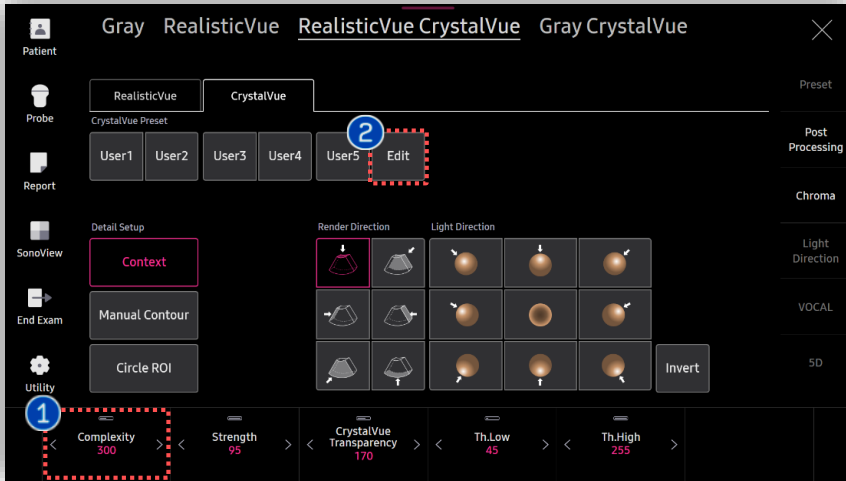 Gray RealisticVue RealisticVue CrystalVue Gray CrystalVue
Patient
Probe
Report
SonoView
End Exam
Utility
RealisticVue CrystalVue
CrystalVue Preset
User1 User2 User3 User4 User5 Edit
2
Detail Setup
Context
Manual Contour
Circle ROI
Render Direction
Light Direction
Invert
Preset
Post
Processing
Chroma
Light
Direction
VOCAL
5D
1
< Complexity >
300
< Strength >
95
< CrystalVue
Transparency >
170
< Th.Low >
45
< Th.High >
255